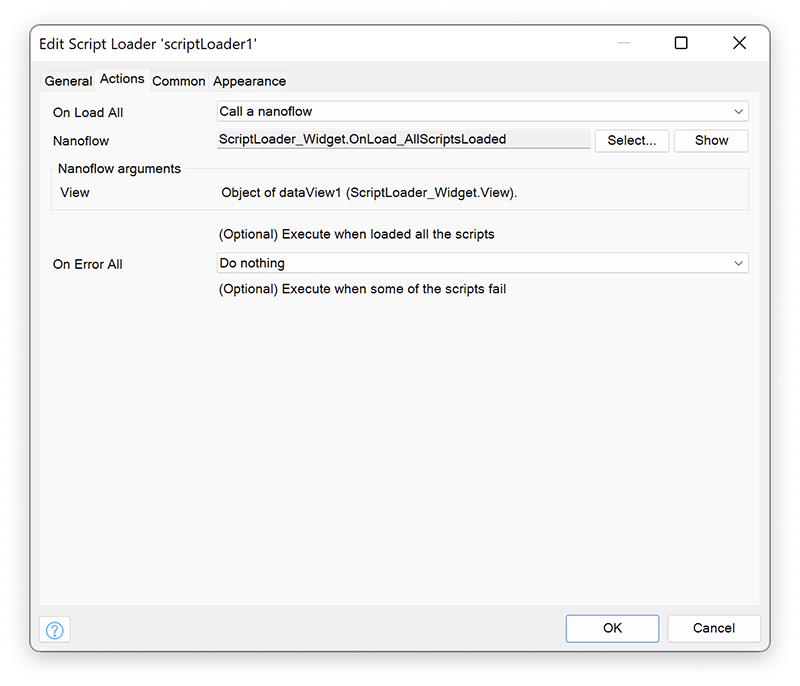 Edit Script Loader 'scriptLoader1'
General Actions Common Appearance
On Load All Call a nanoflow
Nanoflow ScriptLoader_Widget.OnLoad_AllScriptsLoaded Select... Show
Nanoflow arguments
View Object of dataView1 (ScriptLoader_Widget.View).
(Optional) Execute when loaded all the scripts
On Error All Do nothing
(Optional) Execute when some of the scripts fail
? OK Cancel